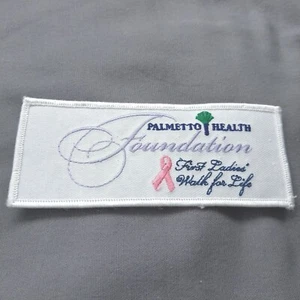 PALMETTO HEALTH
Foundation
First Ladies'
Walk for Life